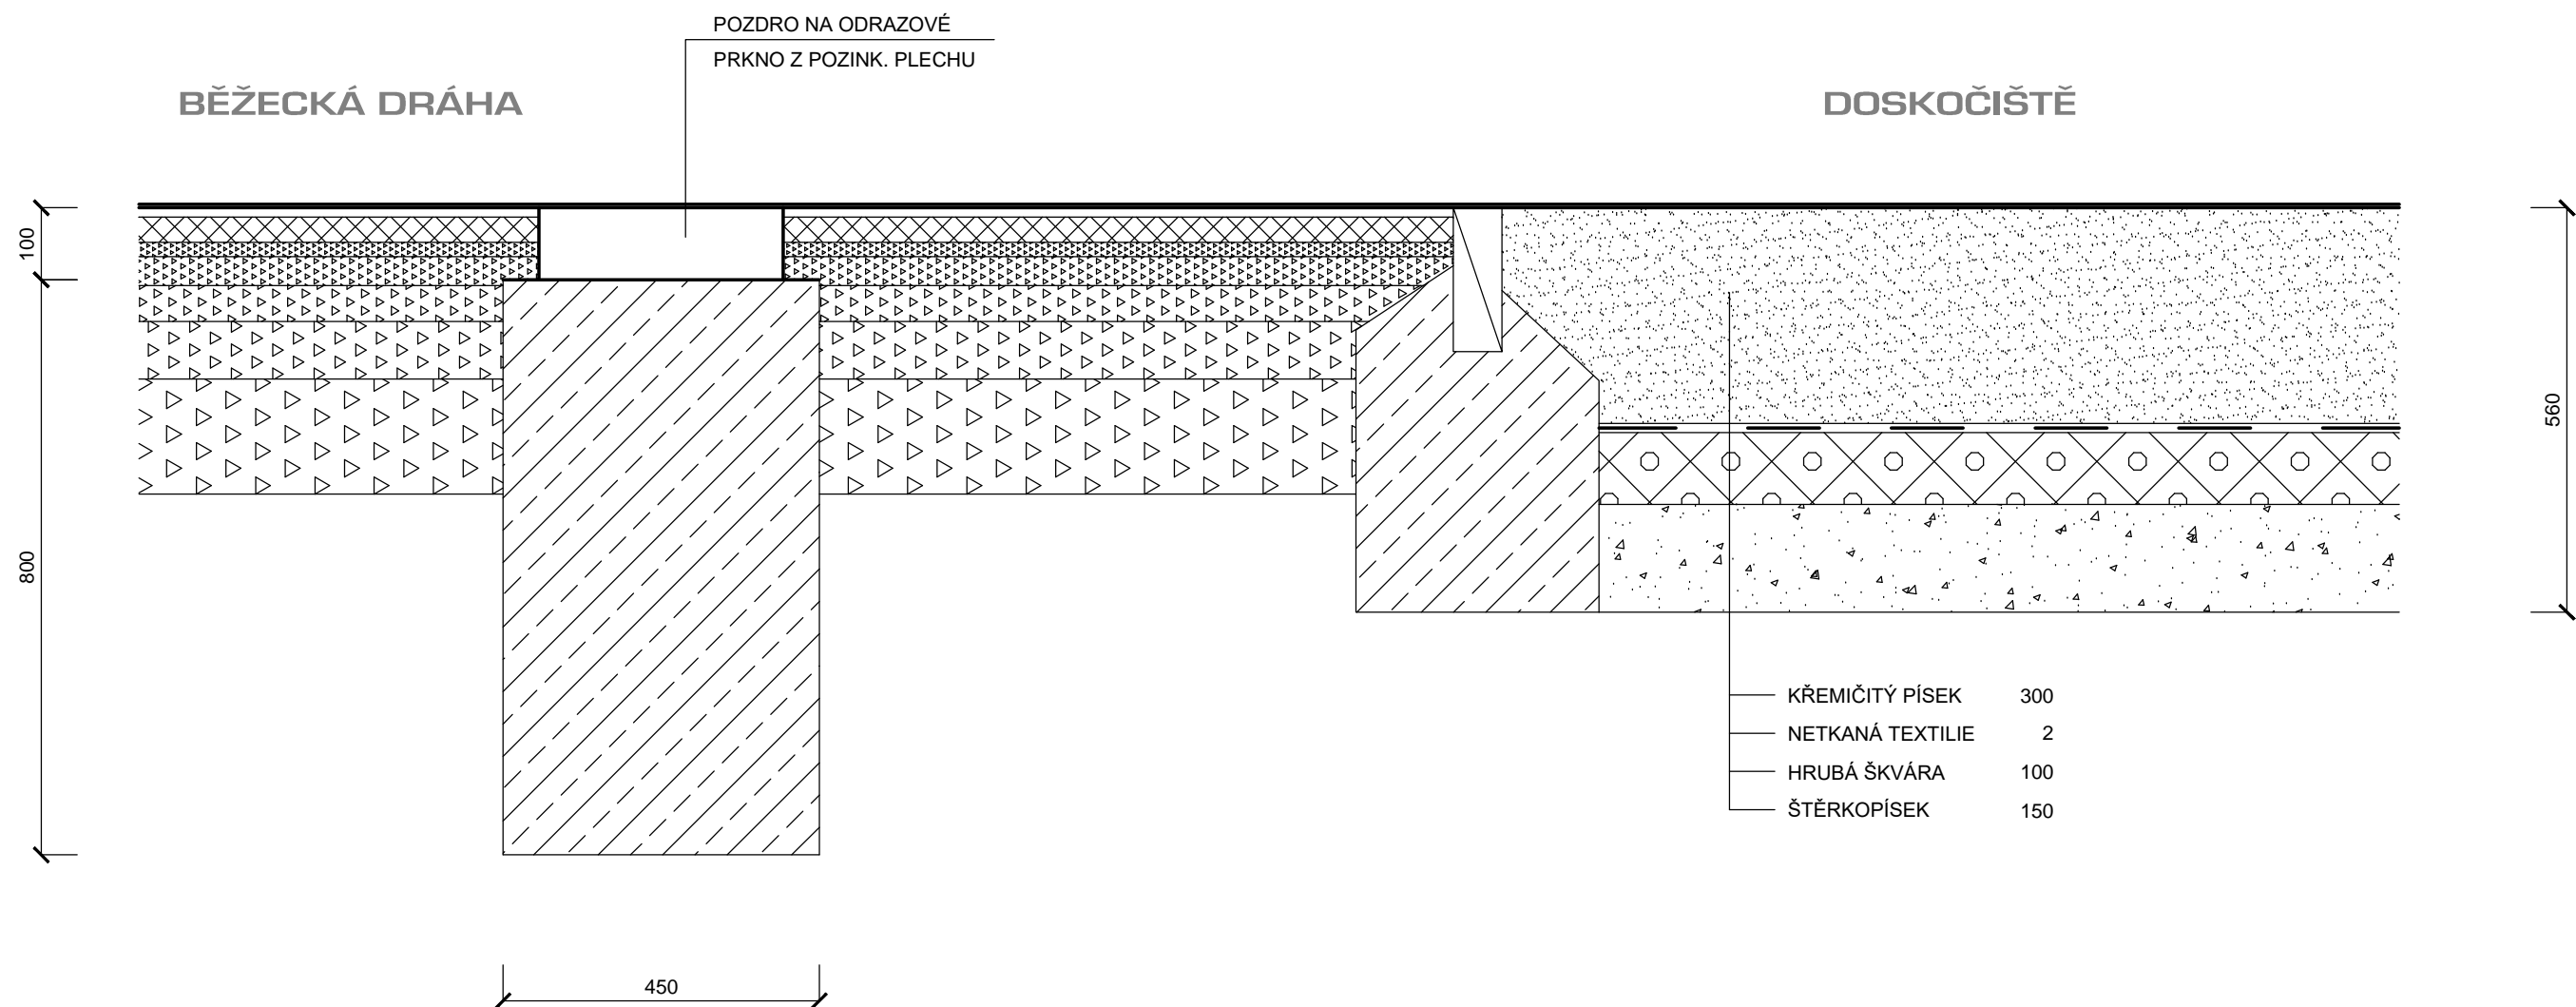 POZDRO NA ODRAZOVÉ
PRKNO Z POZINK. PLECHU
BĚŽECKÁ DRÁHA
DOSKOČIŠTĚ
100
800
560
KŘEMIČITÝ PÍSEK 300
NETKANÁ TEXTILIE 2
HRUBÁ ŠKVÁRA 100
ŠTĚRKOPÍSEK 150
450